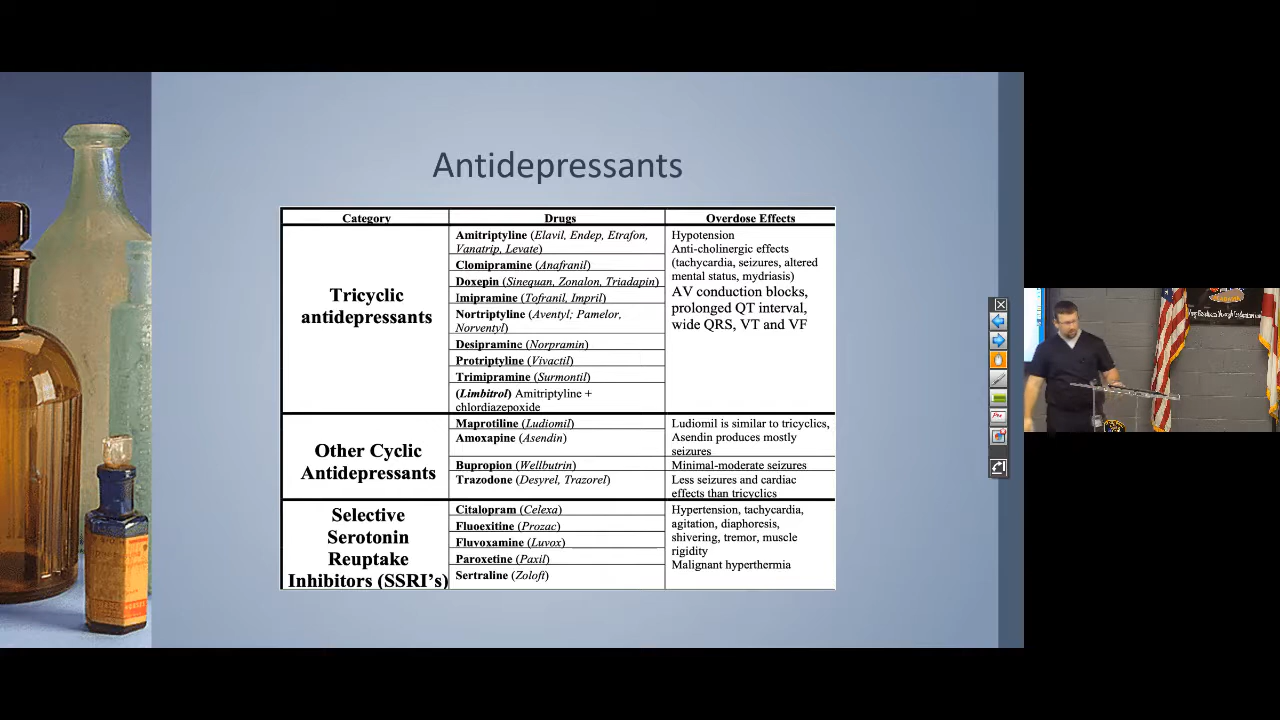 Antidepressants
Category
Drugs
Overdose Effects
Tricyclic
antidepressants
Amitriptyline (Elavil, Endep, Etrafon,
Vanatrip, Levate)
Clomipramine (Anafranil)
Doxepin (Sinequan, Zonalon, Triadapin)
Imipramine (Tofranil, Impril)
Nortriptyline (Aventyl; Pamelor,
Norventyl)
Desipramine (Norpramin)
Protriptyline (Vivactil)
Trimipramine (Surmontil)
(Limbitrol) Amitriptyline +
chlordiazepoxide
Hypotension
Anti-cholinergic effects
(tachycardia, seizures, altered
mental status, mydriasis)
AV conduction blocks,
prolonged QT interval,
wide QRS, VT and VF
Other Cyclic
Antidepressants
Maprotiline (Ludiomil)
Amoxapine (Asendin)
Bupropion (Wellbutrin)
Trazodone (Desyrel, Trazorel)
Ludiomil is similar to tricyclics,
Asendin produces mostly
seizures
Minimal-moderate seizures
Less seizures and cardiac
effects than tricyclics
Selective
Serotonin
Reuptake
Inhibitors (SSRI's)
Citalopram (Celexa)
Fluoexitine (Prozac)
Fluvoxamine (Luvox)
Paroxetine (Paxil)
Sertraline (Zoloft)
Hypertension, tachycardia,
agitation, diaphoresis,
shivering, tremor, muscle
rigidity
Malignant hyperthermia